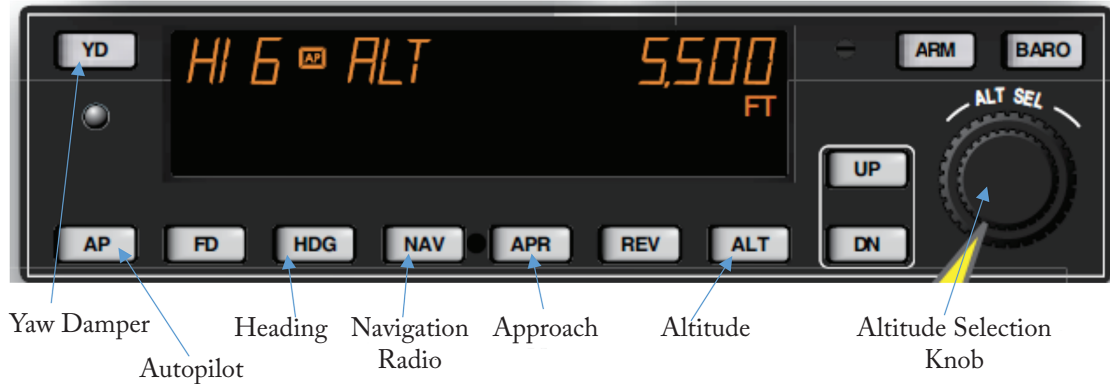 YD
HI 6 AP ALT 5,500
FT
ARM BARO
ALT SEL
UP
AP FD HDG NAV APR REV ALT DN
Yaw Damper
Autopilot
Heading
Navigation
Radio
Approach
Altitude
Altitude Selection
Knob